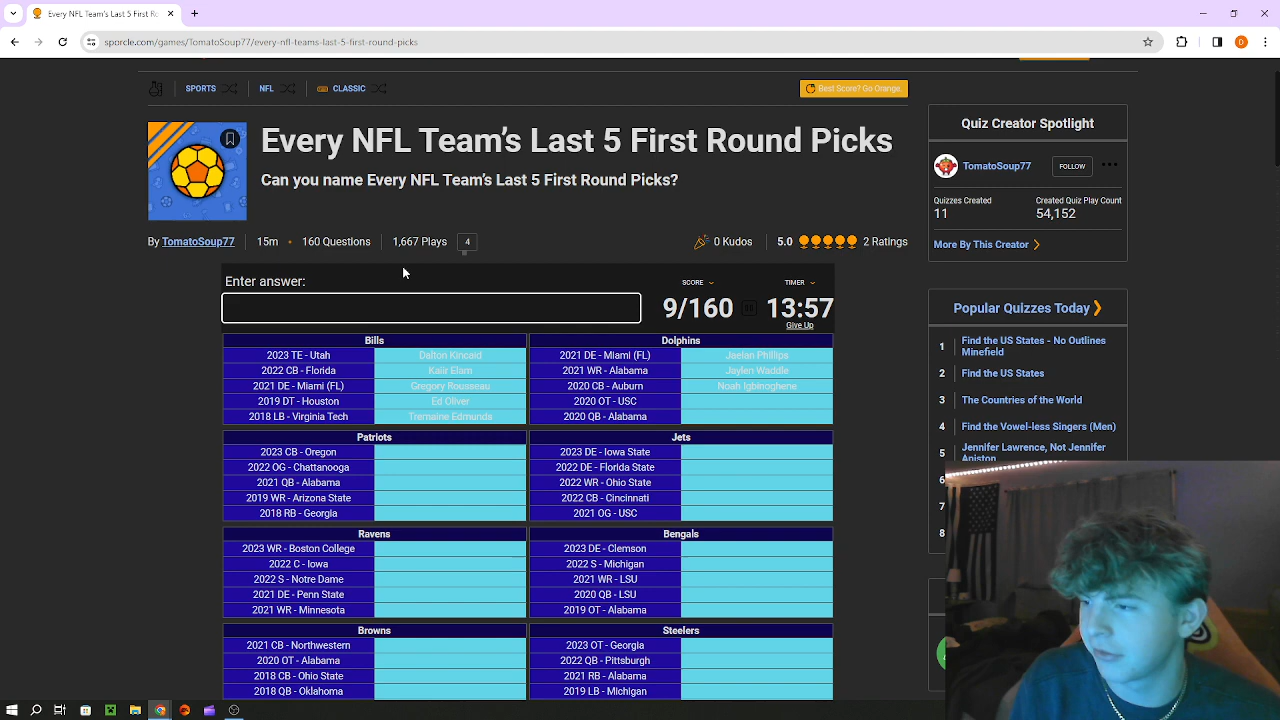 Every NFL Team's Last 5 First Ro
sporcle.com/games/TomatoSoup77/every-nfl-teams-last-5-first-round-picks
D
SPORTS
NFL
CLASSIC
Best Score? Go Orange.
Every NFL Team's Last 5 First Round Picks
Can you name Every NFL Team's Last 5 First Round Picks?
By TomatoSoup77
15m
160 Questions
1,667 Plays
4
0 Kudos
5.0
2 Ratings
Enter answer:
SCORE
9/160
TIMER
13:57
Give Up
Bills
2023 TE - Utah Dalton Kincaid
2022 CB - Florida Kaiir Elam
2021 DE - Miami (FL) Gregory Rousseau
2019 DT - Houston Ed Oliver
2018 LB - Virginia Tech Tremaine Edmunds
Dolphins
2021 DE - Miami (FL) Jaelan Phillips
2021 WR - Alabama Jaylen Waddle
2020 CB - Auburn Noah Igbinoghene
2020 OT - USC
2020 QB - Alabama
Patriots
2023 CB - Oregon
2022 OG - Chattanooga
2021 QB - Alabama
2019 WR - Arizona State
2018 RB - Georgia
Jets
2023 DE - Iowa State
2022 DE - Florida State
2022 WR - Ohio State
2022 CB - Cincinnati
2021 OG - USC
Ravens
2023 WR - Boston College
2022 C - Iowa
2022 S - Notre Dame
2021 DE - Penn State
2021 WR - Minnesota
Bengals
2023 DE - Clemson
2022 S - Michigan
2021 WR - LSU
2020 QB - LSU
2019 OT - Alabama
Browns
2021 CB - Northwestern
2020 OT - Alabama
2018 CB - Ohio State
2018 QB - Oklahoma
Steelers
2023 OT - Georgia
2022 QB - Pittsburgh
2021 RB - Alabama
2019 LB - Michigan
Quiz Creator Spotlight
TomatoSoup77
FOLLOW
Quizzes Created
11
Created Quiz Play Count
54,152
More By This Creator
Popular Quizzes Today
1 Find the US States - No Outlines
Minefield
2 Find the US States
3 The Countries of the World
4 Find the Vowel-less Singers (Men)
5 Jennifer Lawrence, Not Jennifer
Aniston
6
7
8